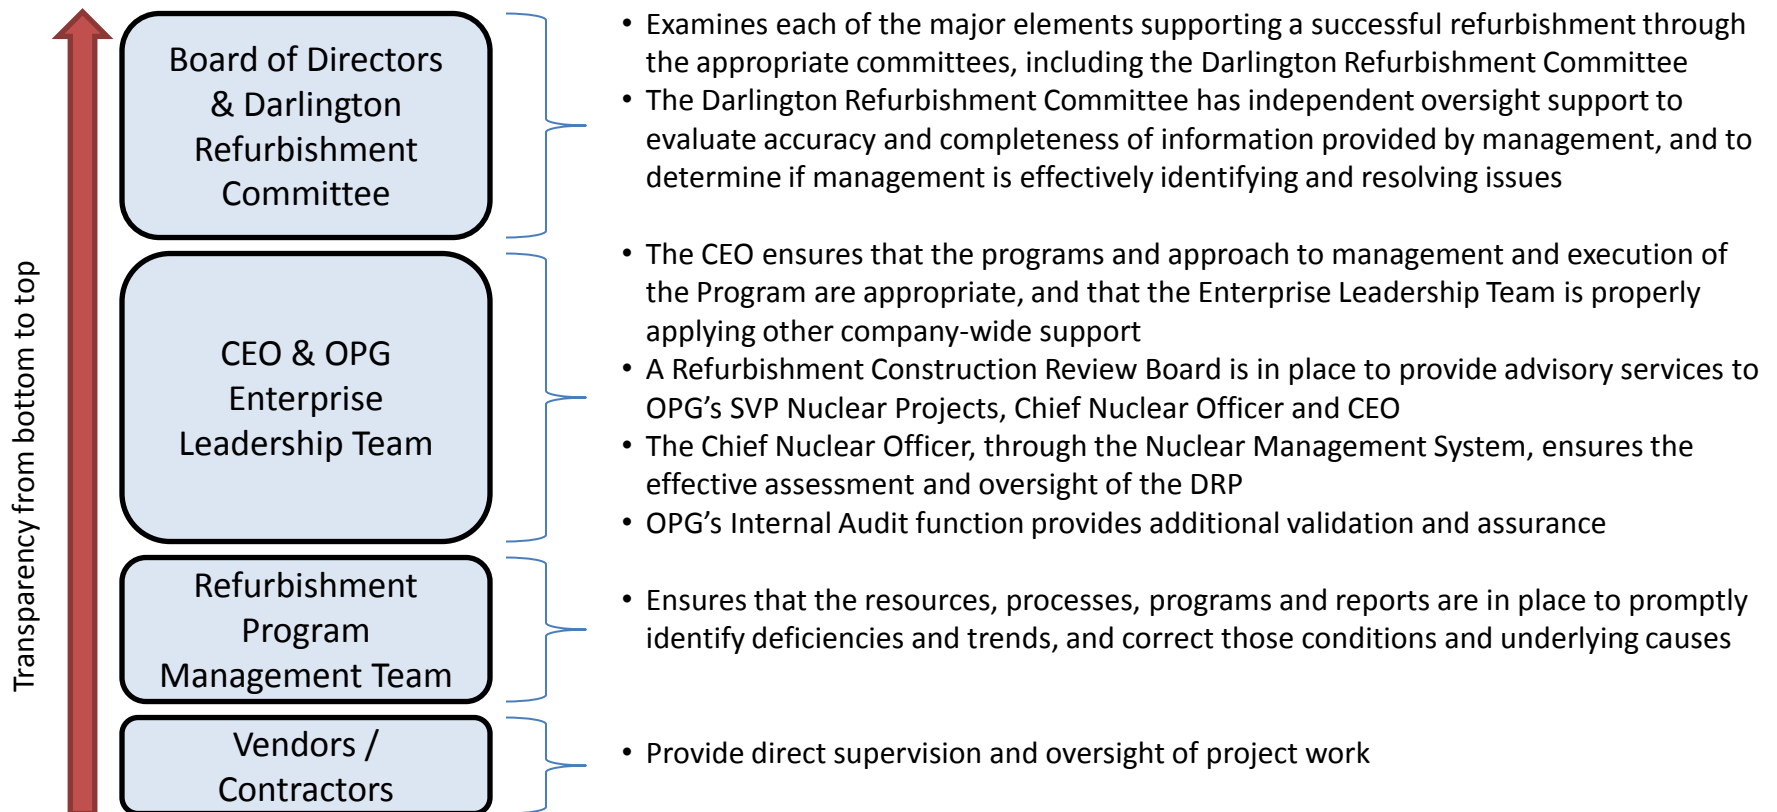 Transparency from bottom to top
Board of Directors
& Darlington
Refurbishment
Committee
• Examines each of the major elements supporting a successful refurbishment through
the appropriate committees, including the Darlington Refurbishment Committee
• The Darlington Refurbishment Committee has independent oversight support to
evaluate accuracy and completeness of information provided by management, and to
determine if management is effectively identifying and resolving issues
CEO & OPG
Enterprise
Leadership Team
• The CEO ensures that the programs and approach to management and execution of
the Program are appropriate, and that the Enterprise Leadership Team is properly
applying other company-wide support
• A Refurbishment Construction Review Board is in place to provide advisory services to
OPG's SVP Nuclear Projects, Chief Nuclear Officer and CEO
• The Chief Nuclear Officer, through the Nuclear Management System, ensures the
effective assessment and oversight of the DRP
• OPG's Internal Audit function provides additional validation and assurance
Refurbishment
Program
Management Team
• Ensures that the resources, processes, programs and reports are in place to promptly
identify deficiencies and trends, and correct those conditions and underlying causes
Vendors /
Contractors
• Provide direct supervision and oversight of project work